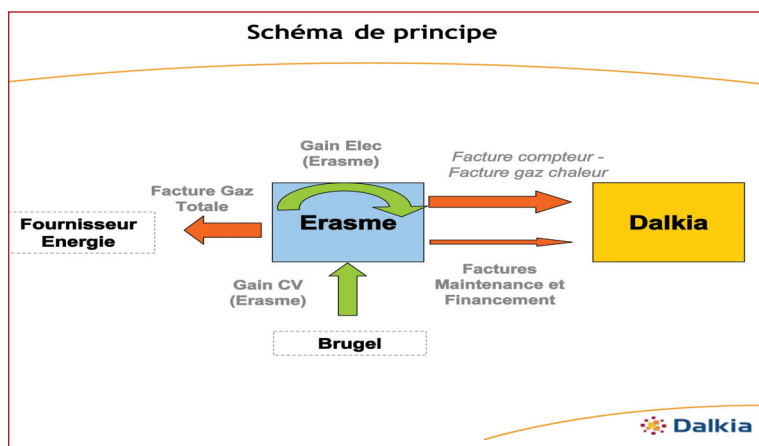 Schéma de principe
Gain Elec
(Erasme)
Facture compteur -
Facture gaz chaleur
Facture Gaz
Totale
Fournisseur
Energie
Erasme
Dalkia
Gain CV
(Erasme)
Factures
Maintenance et
Financement
Brugel
Dalkia